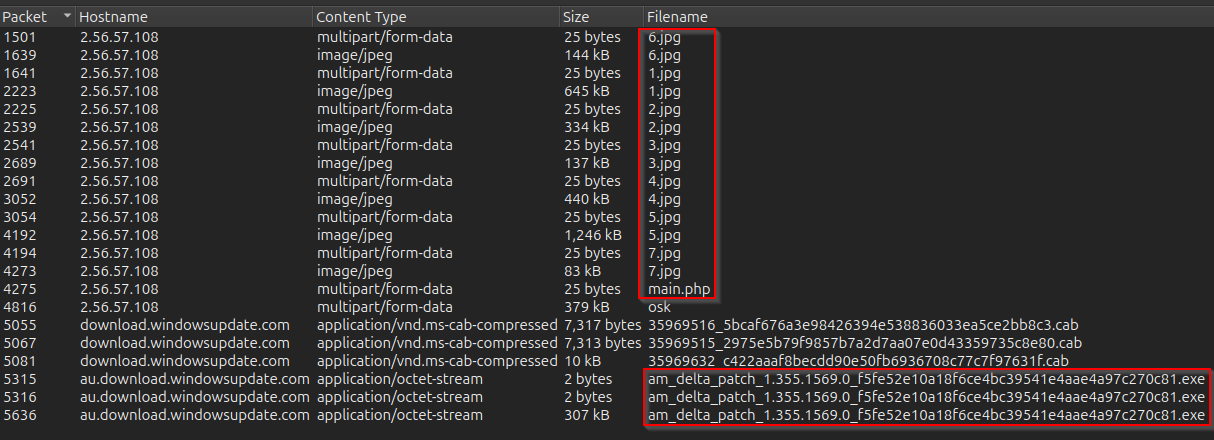 Packet Hostname Content Type Size Filename
1501 2.56.57.108 multipart/form-data 25 bytes 6.jpg
1639 2.56.57.108 image/jpeg 144 kB 6.jpg
1641 2.56.57.108 multipart/form-data 25 bytes 1.jpg
2223 2.56.57.108 image/jpeg 645 kB 1.jpg
2225 2.56.57.108 multipart/form-data 25 bytes 2.jpg
2539 2.56.57.108 image/jpeg 334 kB 2.jpg
2541 2.56.57.108 multipart/form-data 25 bytes 3.jpg
2689 2.56.57.108 image/jpeg 137 kB 3.jpg
2691 2.56.57.108 multipart/form-data 25 bytes 4.jpg
3052 2.56.57.108 image/jpeg 440 kB 4.jpg
3054 2.56.57.108 multipart/form-data 25 bytes 5.jpg
4192 2.56.57.108 image/jpeg 1,246 kB 5.jpg
4194 2.56.57.108 multipart/form-data 25 bytes 7.jpg
4273 2.56.57.108 image/jpeg 83 kB 7.jpg
4275 2.56.57.108 multipart/form-data 25 bytes main.php
4816 2.56.57.108 multipart/form-data 379 kB osk
5055 download.windowsupdate.com application/vnd.ms-cab-compressed 7,317 bytes 35969516_5bcaf676a3e98426394e538836033ea5ce2bb8c3.cab
5067 download.windowsupdate.com application/vnd.ms-cab-compressed 7,313 bytes 35969515_2975e5b79f9857b7a2d7aa07e0d43359735c8e80.cab
5081 download.windowsupdate.com application/vnd.ms-cab-compressed 10 kB 35969632_c422aaaf8becdd90e50fb6936708c77c7f97631f.cab
5315 au.download.windowsupdate.com application/octet-stream 2 bytes am_delta_patch_1.355.1569.0_f5fe52e10a18f6ce4bc39541e4aae4a97c270c81.exe
5316 au.download.windowsupdate.com application/octet-stream 2 bytes am_delta_patch_1.355.1569.0_f5fe52e10a18f6ce4bc39541e4aae4a97c270c81.exe
5636 au.download.windowsupdate.com application/octet-stream 307 kB am_delta_patch_1.355.1569.0_f5fe52e10a18f6ce4bc39541e4aae4a97c270c81.exe